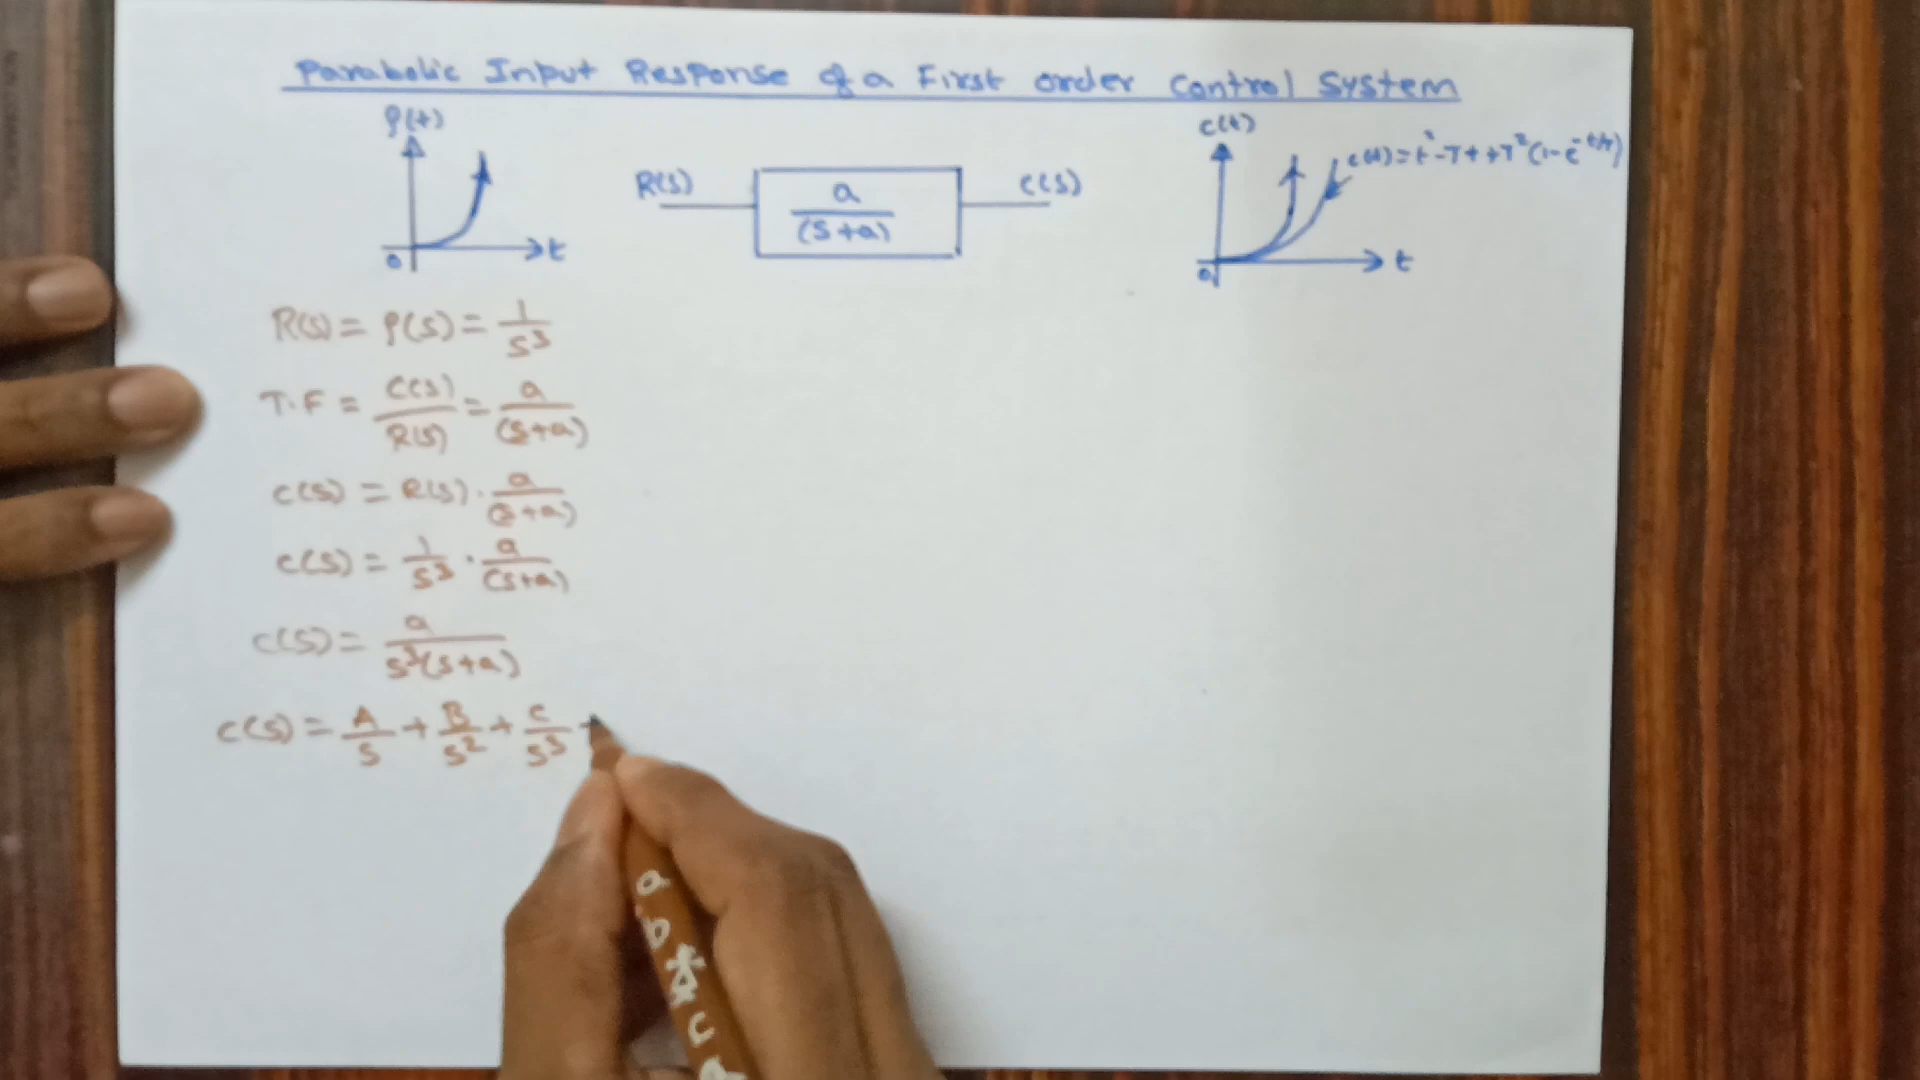 Parabolic Input Response of a First order Control System
ρ(t)
t
0
R(s)
a
(s+a)
C(s)
c(t)
c(t)=t²-Tt+T²(1-e^-t/T)
t
0
R(s) = ρ(s) = 1/s³
T.F = C(s)/R(s) = a/(s+a)
C(s) = R(s) . a/(s+a)
C(s) = 1/s³ . a/(s+a)
C(s) = a/s³(s+a)
C(s) = A/s + B/s² + C/s³ +
a
b
c